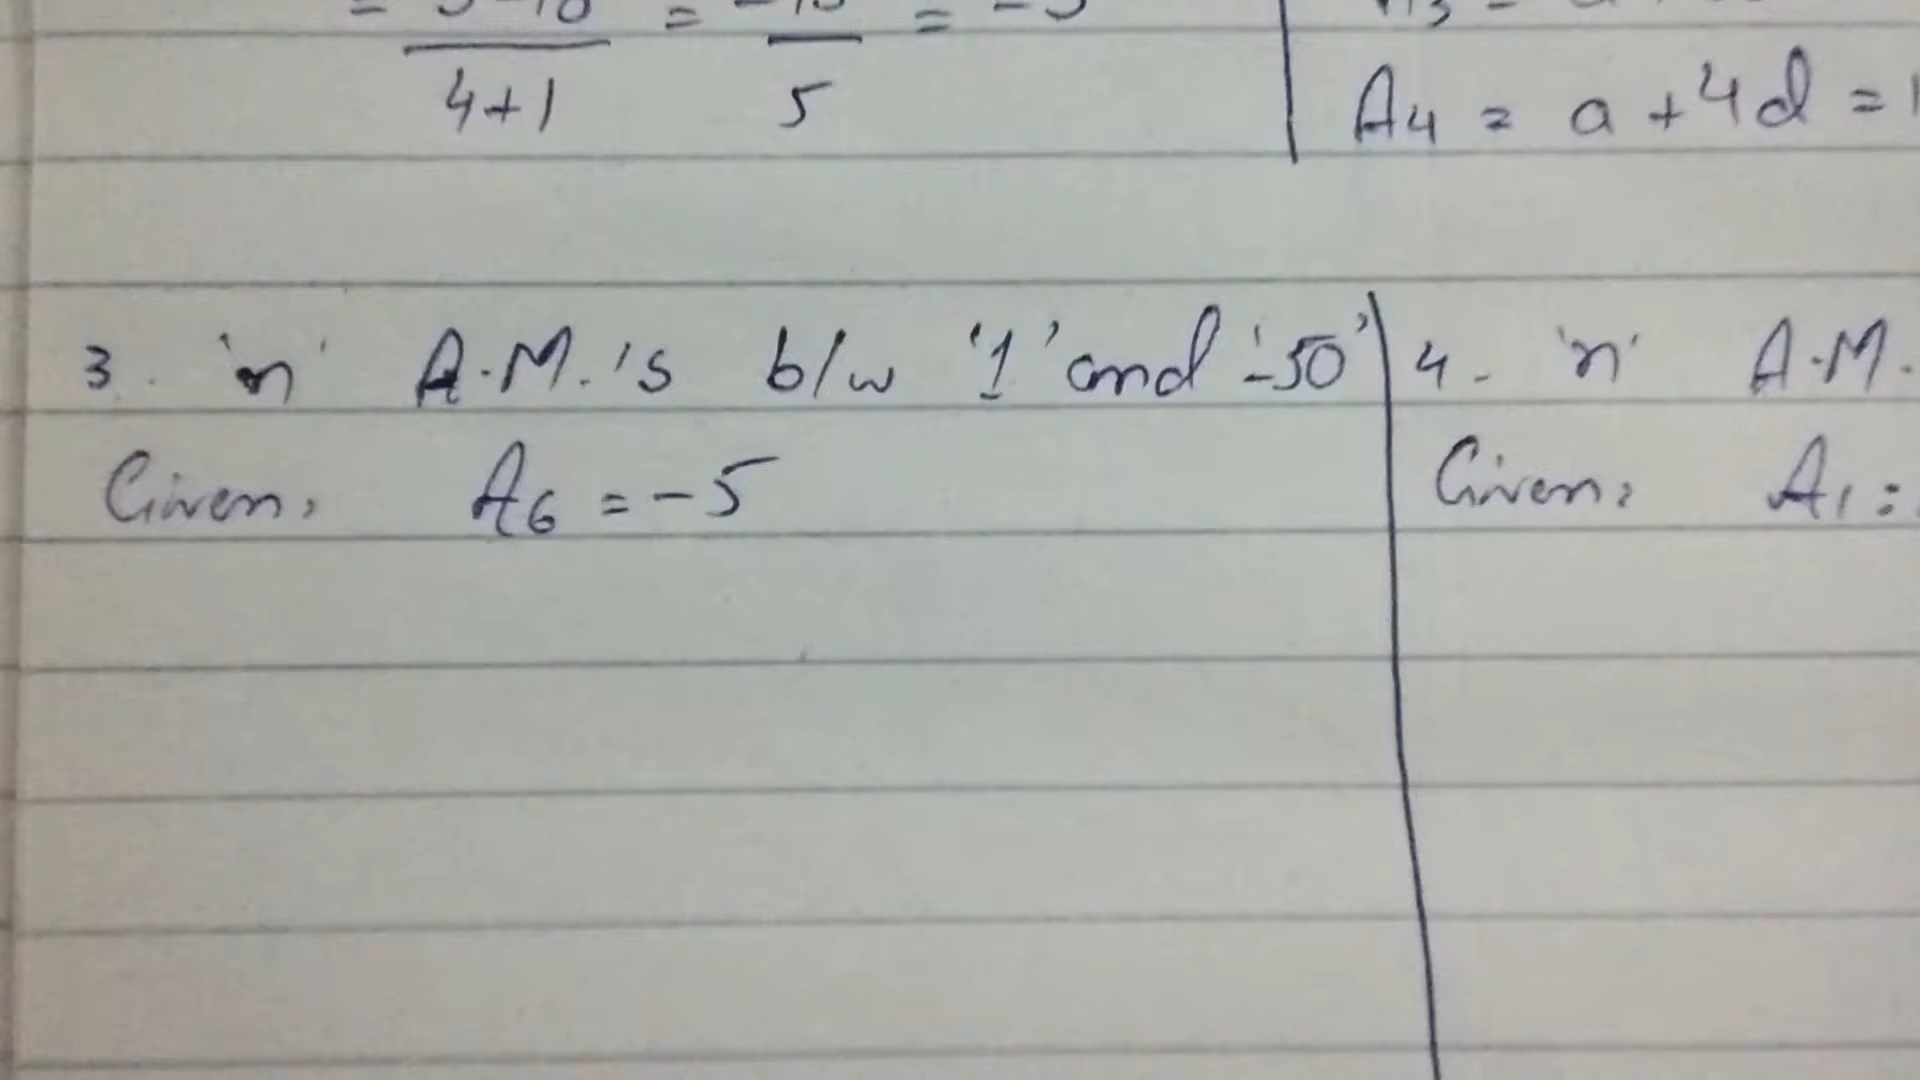 4+1
5
A4 = a + 4d =
3. 'n' A.M.'s b/w '1' and '-50'
Given, A6 = -5
4. 'n' A.M.
Given: A1 =